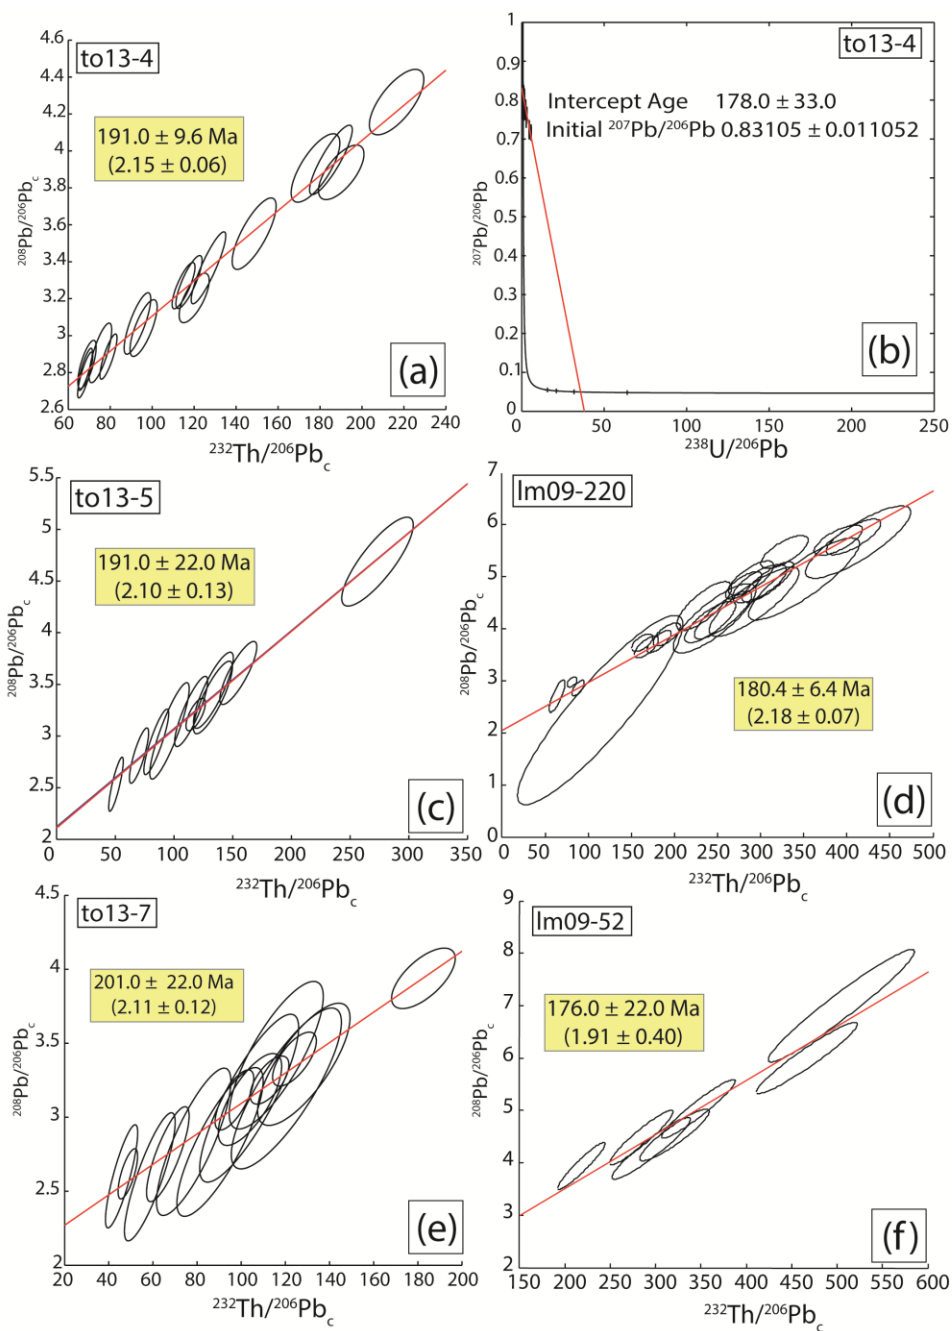 to13-4
191.0 ± 9.6 Ma
(2.15 ± 0.06)
²⁰⁸Pb/²⁰⁶Pb_c
4.6
4.4
4.2
4
3.8
3.6
3.4
3.2
3
2.8
2.6
60 80 100 120 140 160 180 200 220 240
²³²Th/²⁰⁶Pb_c
(a)
to13-4
Intercept Age 178.0 ± 33.0
Initial ²⁰⁷Pb/²⁰⁶Pb 0.83105 ± 0.011052
²⁰⁷Pb/²⁰⁶Pb
1
0.9
0.8
0.7
0.6
0.5
0.4
0.3
0.2
0.1
0
0 50 100 150 200 250
²³⁸U/²⁰⁶Pb
(b)
to13-5
191.0 ± 22.0 Ma
(2.10 ± 0.13)
²⁰⁸Pb/²⁰⁶Pb_c
5.5
5
4.5
4
3.5
3
2.5
2
0 50 100 150 200 250 300 350
²³²Th/²⁰⁶Pb_c
(c)
lm09-220
180.4 ± 6.4 Ma
(2.18 ± 0.07)
²⁰⁸Pb/²⁰⁶Pb_c
7
6
5
4
3
2
1
0
0 50 100 150 200 250 300 350 400 450 500
²³²Th/²⁰⁶Pb_c
(d)
to13-7
201.0 ± 22.0 Ma
(2.11 ± 0.12)
²⁰⁸Pb/²⁰⁶Pb_c
4.5
4
3.5
3
2.5
2
20 40 60 80 100 120 140 160 180 200
²³²Th/²⁰⁶Pb_c
(e)
lm09-52
176.0 ± 22.0 Ma
(1.91 ± 0.40)
²⁰⁸Pb/²⁰⁶Pb_c
9
8
7
6
5
4
3
2
150 200 250 300 350 400 450 500 550 600
²³²Th/²⁰⁶Pb_c
(f)